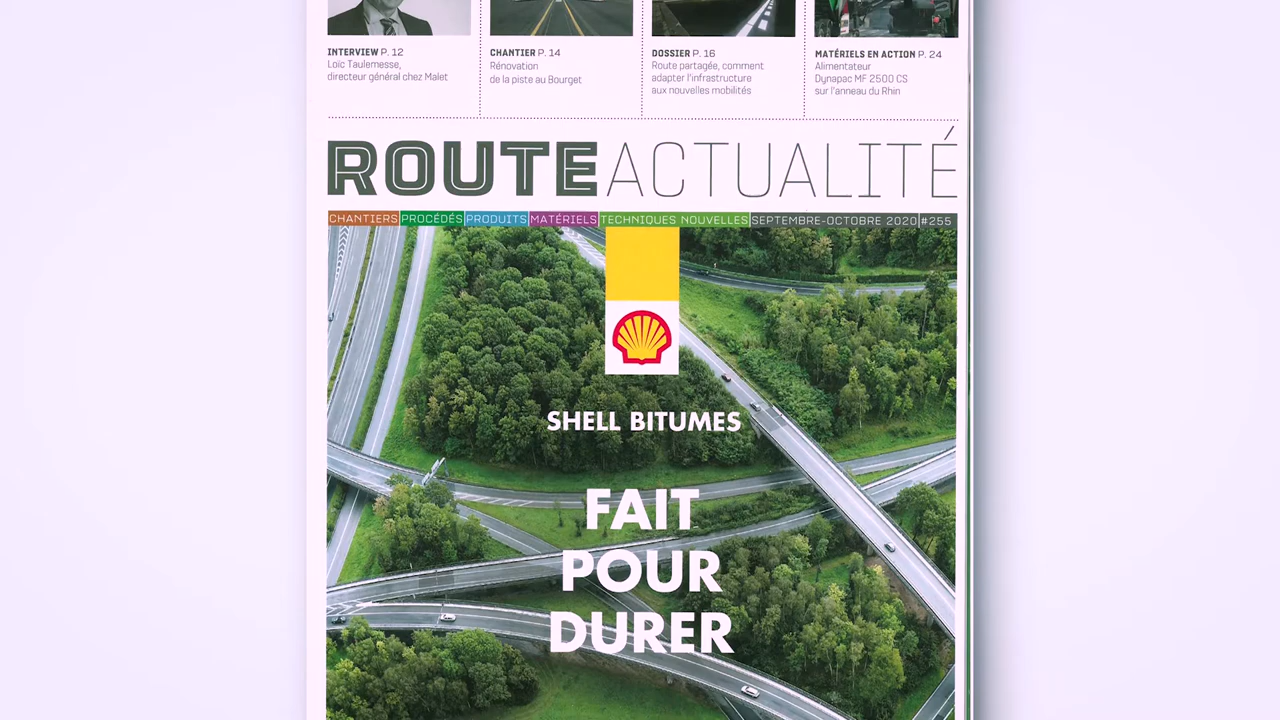 INTERVIEW P. 12
Loïc Taulemesse,
directeur général chez Malet
CHANTIER P. 14
Rénovation
de la piste au Bourget
DOSSIER P. 16
Route partagée, comment
adapter l'infrastructure
aux nouvelles mobilités
MATÉRIELS EN ACTION P. 24
Alimentateur
Dynapac MF 2500 CS
sur l'anneau du Rhin
ROUTEACTUALITÉ
CHANTIERS PROCÉDÉS PRODUITS MATÉRIELS TECHNIQUES NOUVELLES SEPTEMBRE-OCTOBRE 2020 #255
SHELL BITUMES
FAIT
POUR
DURER